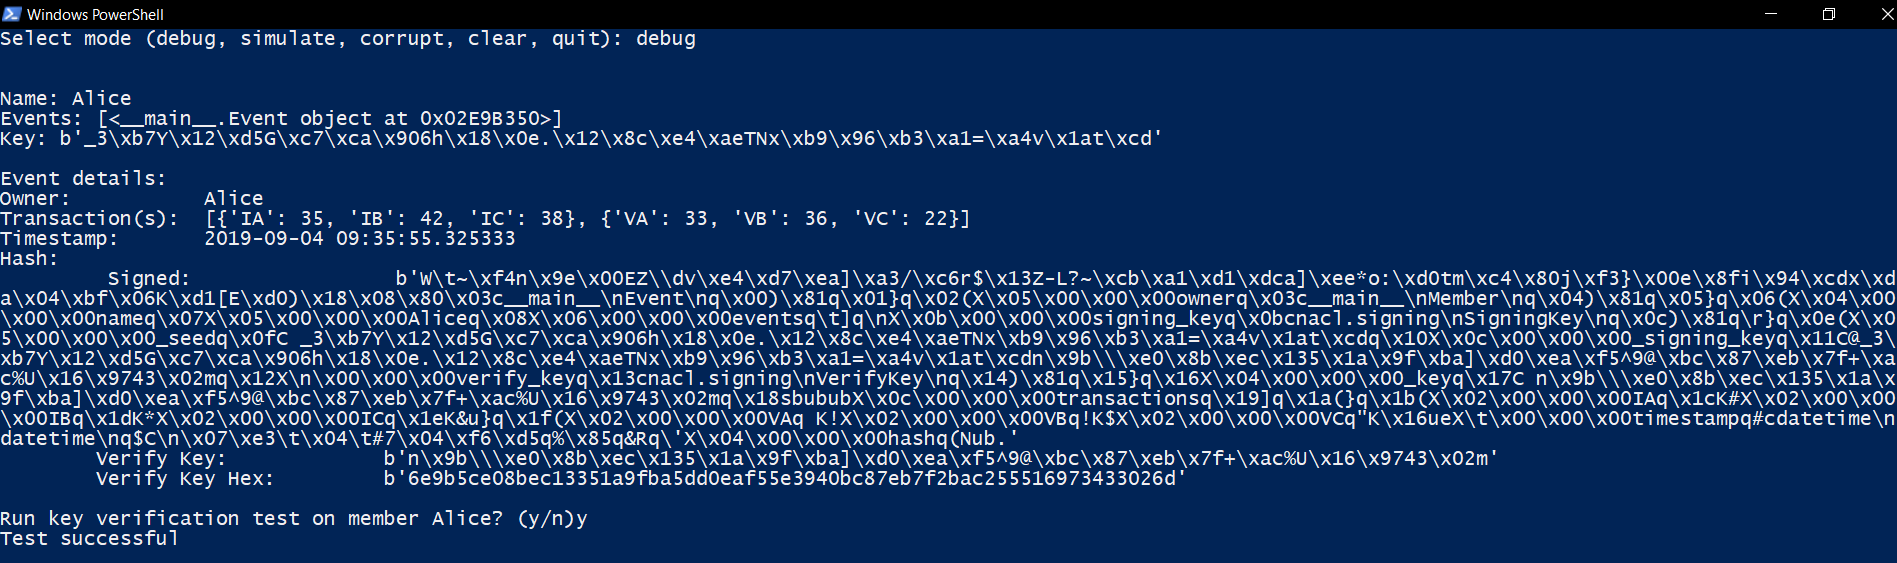 Windows PowerShell
Select mode (debug, simulate, corrupt, clear, quit): debug
Name: Alice
Events: [<__main__.Event object at 0x02E9B350>]
Key: b'_3\xb7Y\x12\xd5G\xc7\xca\x906h\x18\x0e.\x12\x8c\xe4\xaeTNx\xb9\x96\xb3\xa1=\xa4v\x1at\xcd'
Event details:
Owner: Alice
Transaction(s): [{'IA': 35, 'IB': 42, 'IC': 38}, {'VA': 33, 'VB': 36, 'VC': 22}]
Timestamp: 2019-09-04 09:35:55.325333
Hash:
Signed: b'W\t~\xf4n\x9e\x00EZ\\dv\xe4\xd7\xea]\xa3/\xc6r$\x13Z-L?~\xcb\xa1\xd1\xdca]\xee*o:\xd0tm\xc4\x80j\xf3}\x00e\x8fi\x94\xcdx\xd
a\x04\xbf\x06K\xd1[E\xd0)\x18\x08\x80\x03c__main__\nEvent\nq\x00)\x81q\x01}q\x02(X\x05\x00\x00\x00ownerq\x03c__main__\nMember\nq\x04)\x81q\x05}q\x06(X\x04\x00
\x00\x00nameq\x07X\x05\x00\x00\x00Aliceq\x08X\x06\x00\x00\x00eventsq\t]q\nX\x0b\x00\x00\x00signing_keyq\x0bcnacl.signing\nSigningKey\nq\x0c)\x81q\r}q\x0e(X\x0
5\x00\x00\x00_seedq\x0fC _3\xb7Y\x12\xd5G\xc7\xca\x906h\x18\x0e.\x12\x8c\xe4\xaeTNx\xb9\x96\xb3\xa1=\xa4v\x1at\xcdq\x10X\x0c\x00\x00\x00_signing_keyq\x11C@_3\
xb7Y\x12\xd5G\xc7\xca\x906h\x18\x0e.\x12\x8c\xe4\xaeTNx\xb9\x96\xb3\xa1=\xa4v\x1at\xcdn\x9b\\\xe0\x8b\xec\x135\x1a\x9f\xba]\xd0\xea\xf5^9@\xbc\x87\xeb\x7f+\xa
c%U\x16\x9743\x02mq\x12X\n\x00\x00\x00verify_keyq\x13cnacl.signing\nVerifyKey\nq\x14)\x81q\x15}q\x16X\x04\x00\x00\x00_keyq\x17C n\x9b\\\xe0\x8b\xec\x135\x1a\x
9f\xba]\xd0\xea\xf5^9@\xbc\x87\xeb\x7f+\xac%U\x16\x9743\x02mq\x18sbububX\x0c\x00\x00\x00transactionsq\x19]q\x1a(}q\x1b(X\x02\x00\x00\x00IAq\x1cK#X\x02\x00\x00
\x00IBq\x1dK*X\x02\x00\x00\x00ICq\x1eK&u}q\x1f(X\x02\x00\x00\x00VAq K!X\x02\x00\x00\x00VBq!K$X\x02\x00\x00\x00VCq"K\x16ueX\t\x00\x00\x00timestampq#cdatetime\n
datetime\nq$C\n\x07\xe3\t\x04\t#7\x04\xf6\xd5q%\x85q&Rq\'X\x04\x00\x00\x00hashq(Nub.'
Verify Key: b'n\x9b\\\xe0\x8b\xec\x135\x1a\x9f\xba]\xd0\xea\xf5^9@\xbc\x87\xeb\x7f+\xac%U\x16\x9743\x02m'
Verify Key Hex: b'6e9b5ce08bec13351a9fba5dd0eaf55e3940bc87eb7f2bac255516973433026d'
Run key verification test on member Alice? (y/n)y
Test successful